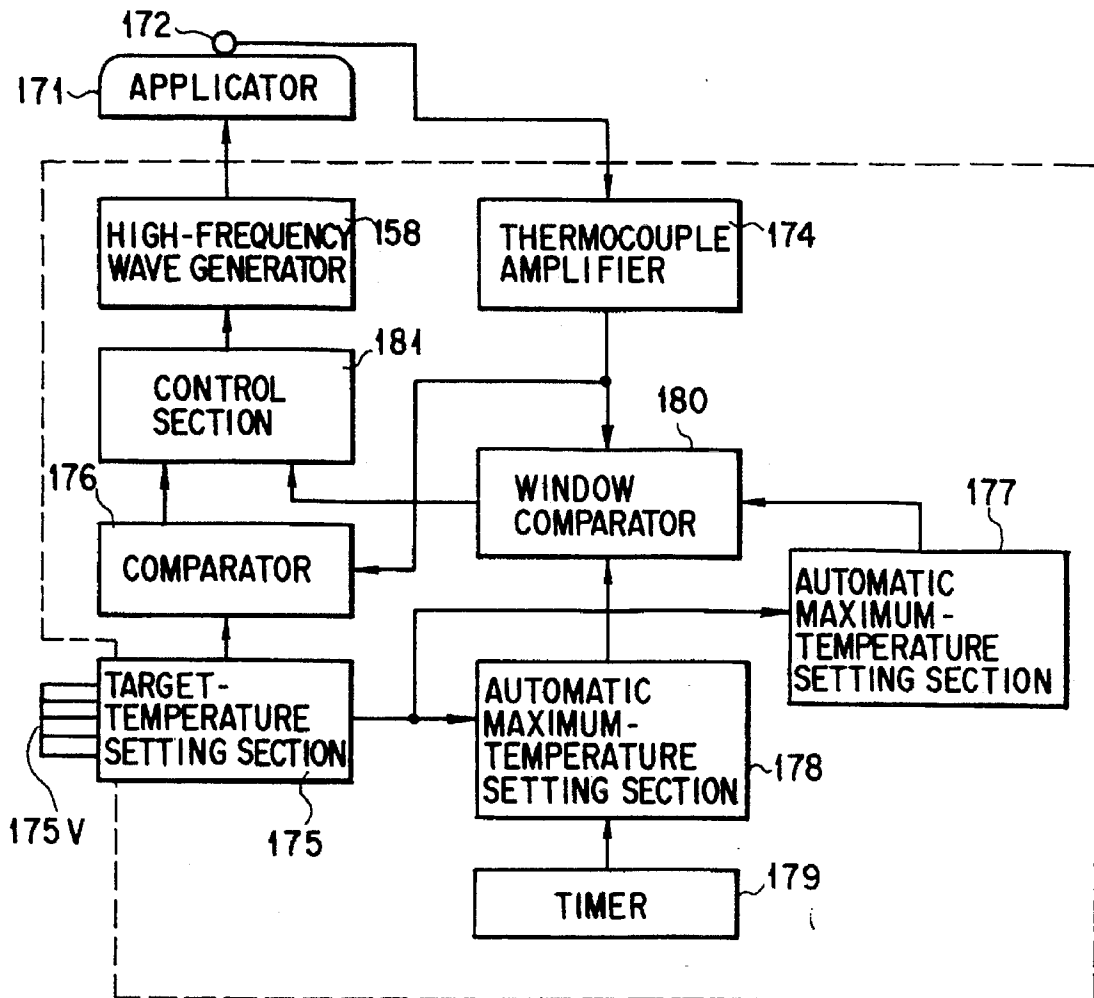 172
171
APPLICATOR
HIGH-FREQUENCY
WAVE GENERATOR
158
THERMOCOUPLE
AMPLIFIER
174
181
CONTROL
SECTION
180
176
WINDOW
COMPARATOR
177
COMPARATOR
AUTOMATIC
MAXIMUM-
TEMPERATURE
SETTING SECTION
TARGET-
TEMPERATURE
SETTING SECTION
AUTOMATIC
MAXIMUM-
TEMPERATURE
SETTING SECTION
178
175V
175
TIMER
179